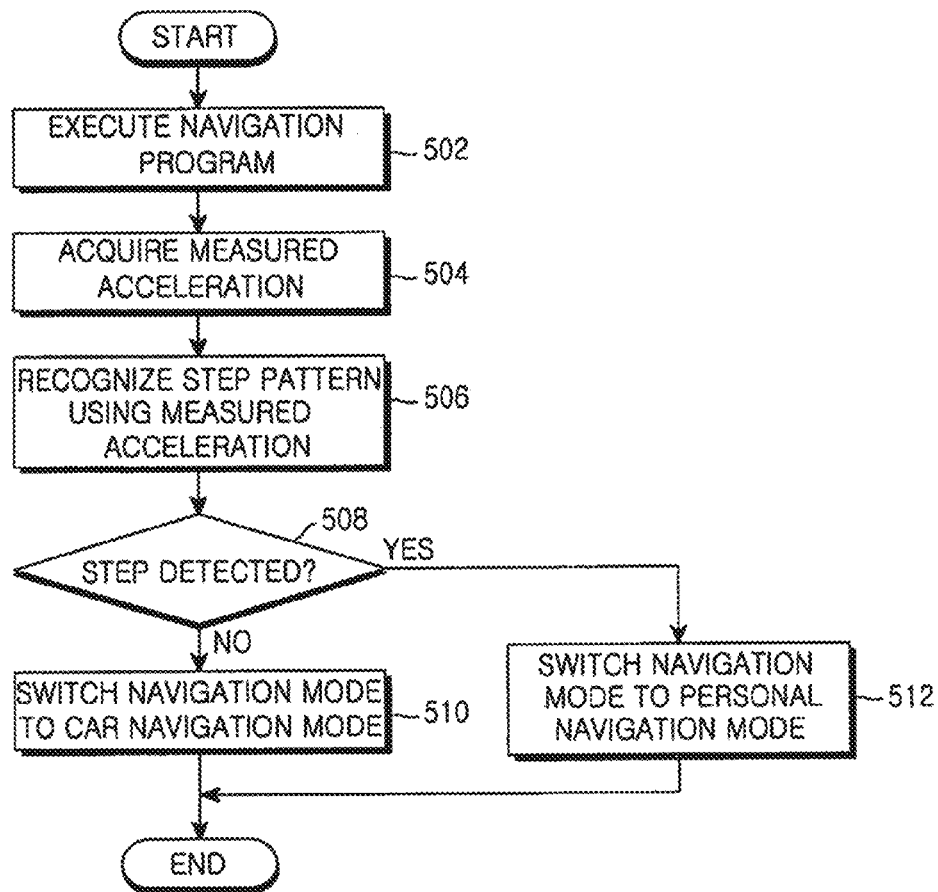 START
EXECUTE NAVIGATION
PROGRAM
502
ACQUIRE MEASURED
ACCELERATION
504
RECOGNIZE STEP PATTERN
USING MEASURED
ACCELERATION
506
508
STEP DETECTED?
YES
NO
SWITCH NAVIGATION MODE
TO CAR NAVIGATION MODE
510
SWITCH NAVIGATION
MODE TO PERSONAL
NAVIGATION MODE
512
END